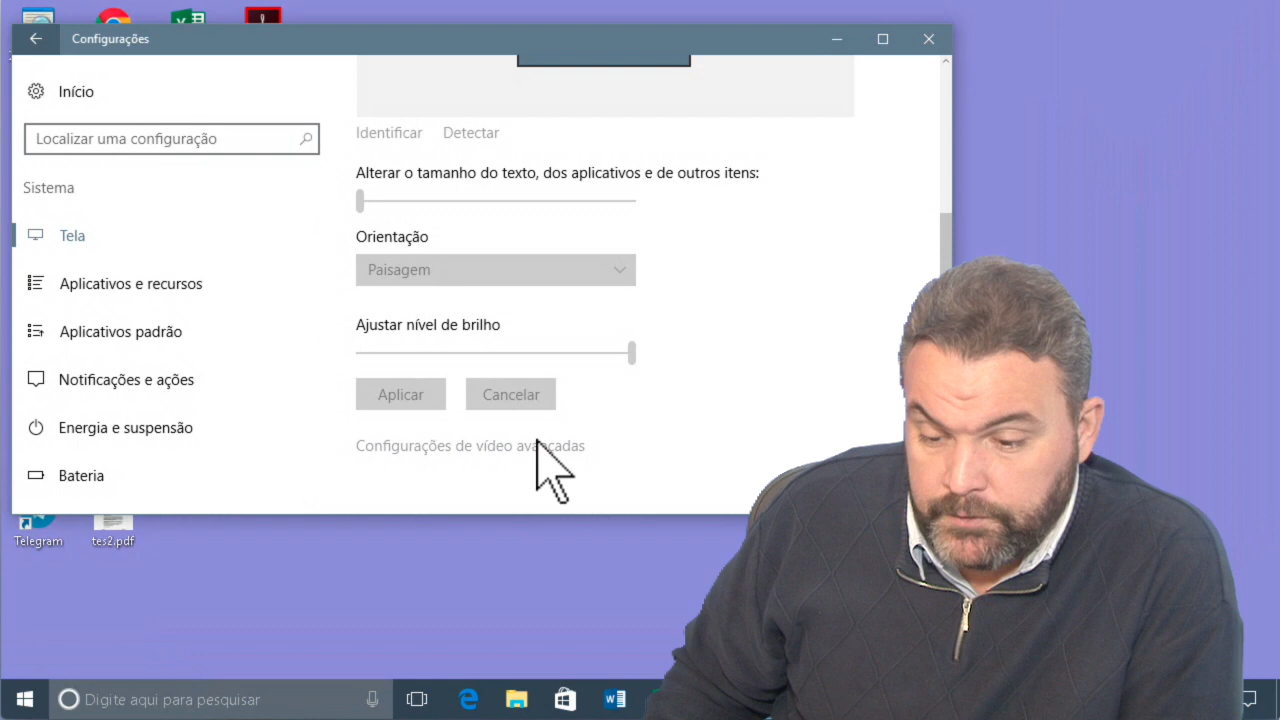 Configurações
Início
Localizar uma configuração
Sistema
Tela
Aplicativos e recursos
Aplicativos padrão
Notificações e ações
Energia e suspensão
Bateria
Identificar Detectar
Alterar o tamanho do texto, dos aplicativos e de outros itens:
Orientação
Paisagem
Ajustar nível de brilho
Aplicar Cancelar
Configurações de vídeo avançadas
Telegram tes2.pdf
Digite aqui para pesquisar